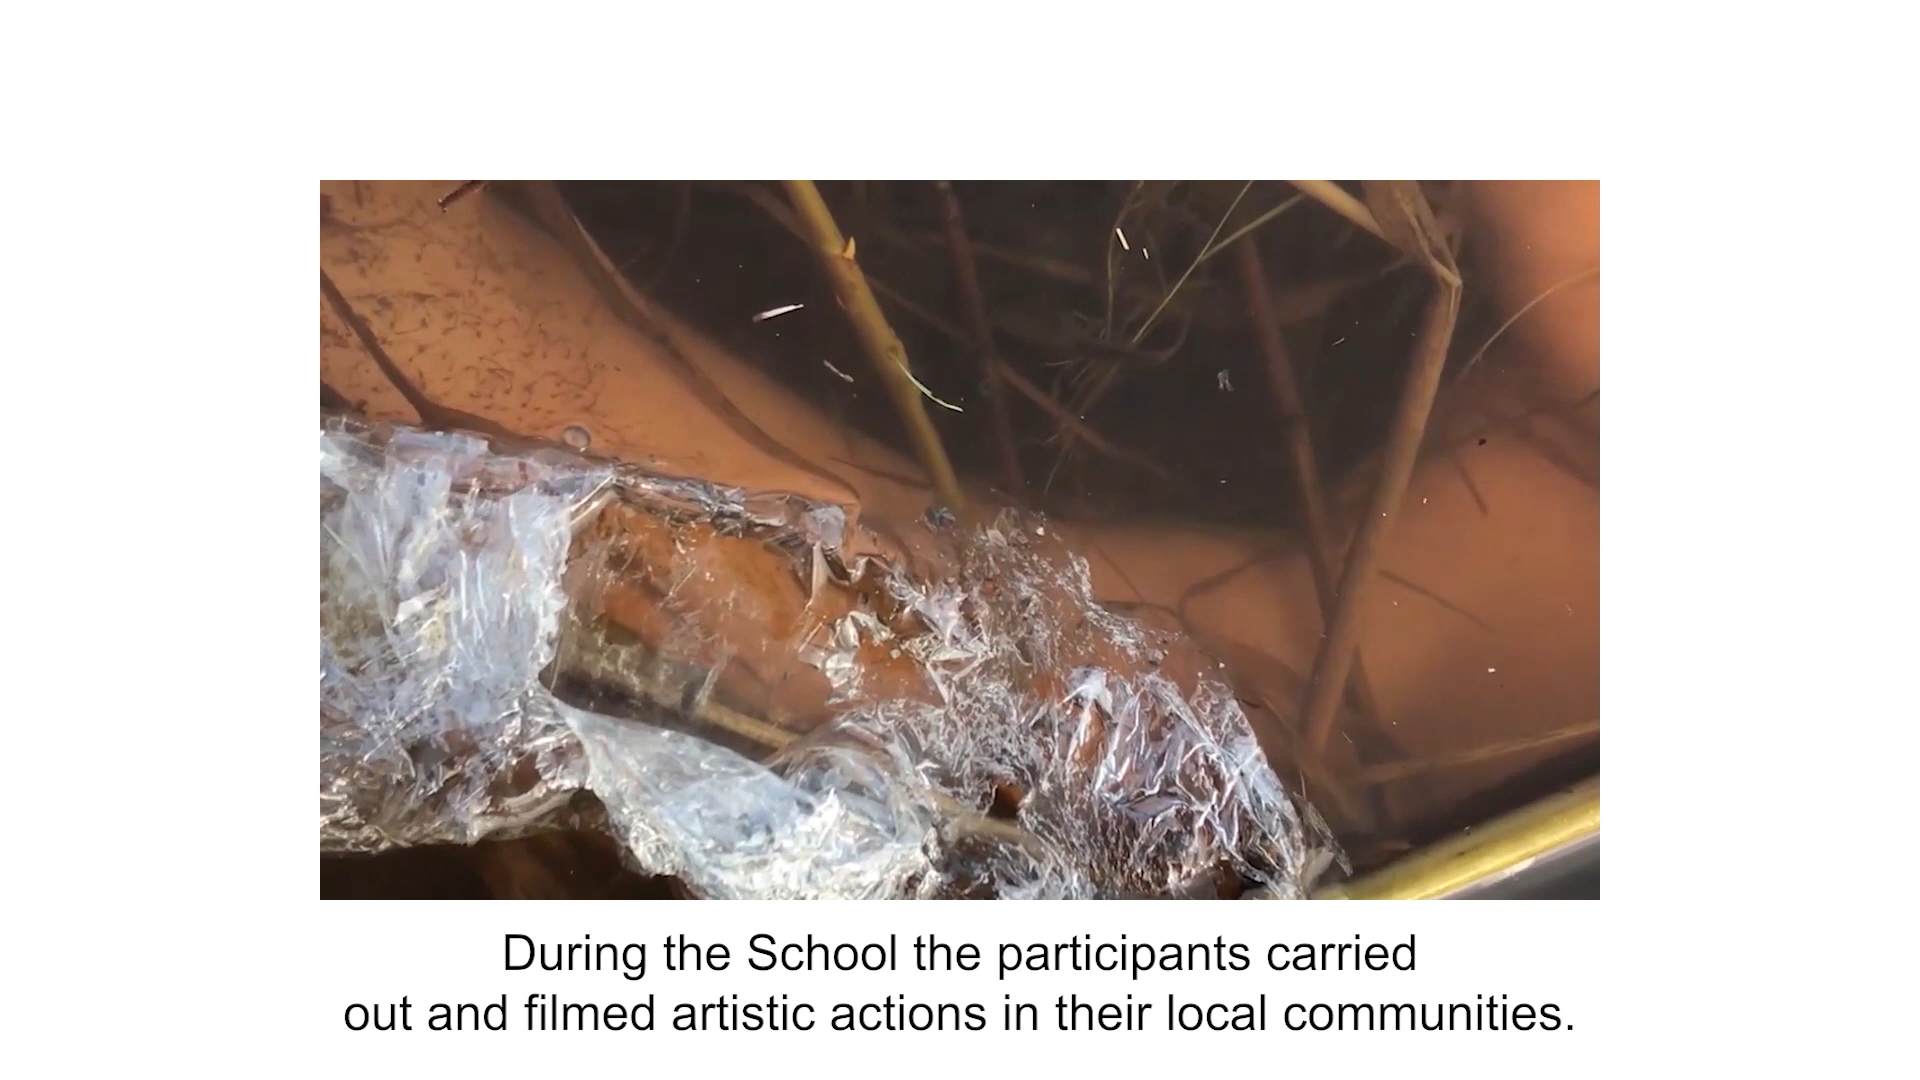 During the School the participants carried
out and filmed artistic actions in their local communities.